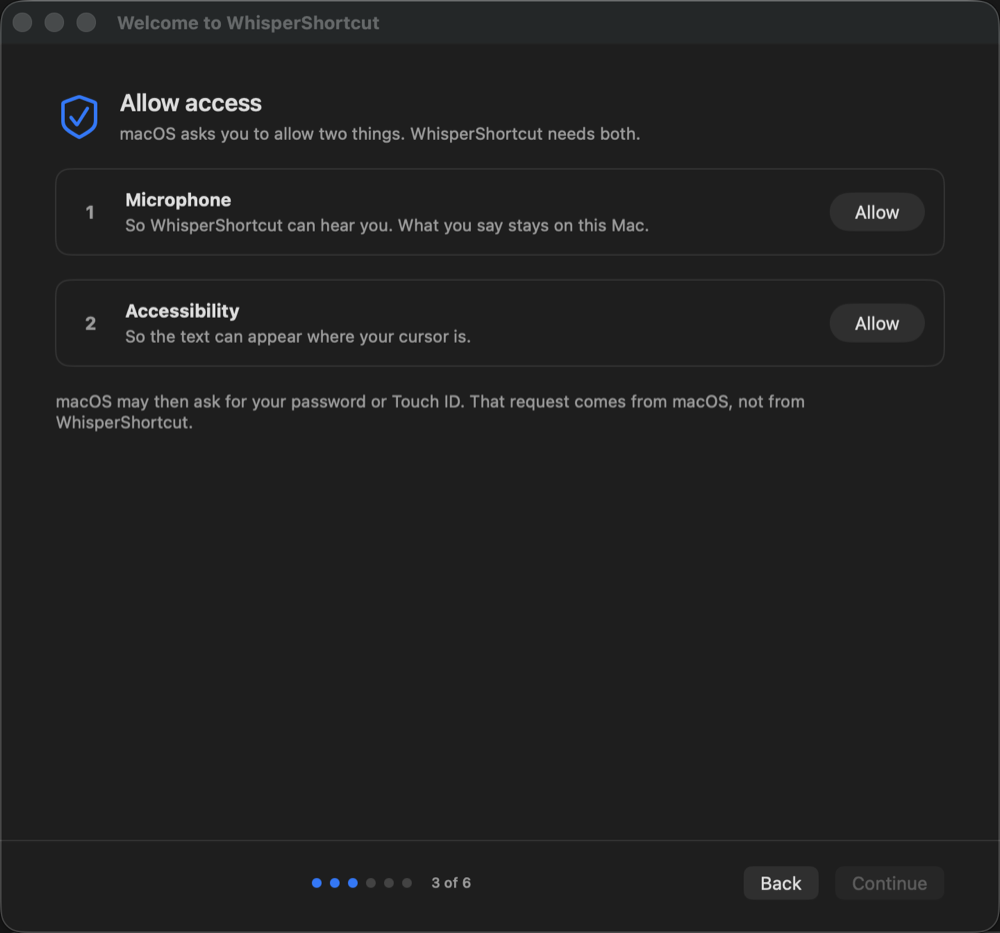 Welcome to WhisperShortcut
Allow access
macOS asks you to allow two things. WhisperShortcut needs both.
1
Microphone
So WhisperShortcut can hear you. What you say stays on this Mac.
Allow
2
Accessibility
So the text can appear where your cursor is.
Allow
macOS may then ask for your password or Touch ID. That request comes from macOS, not from
WhisperShortcut.
3 of 6
Back
Continue